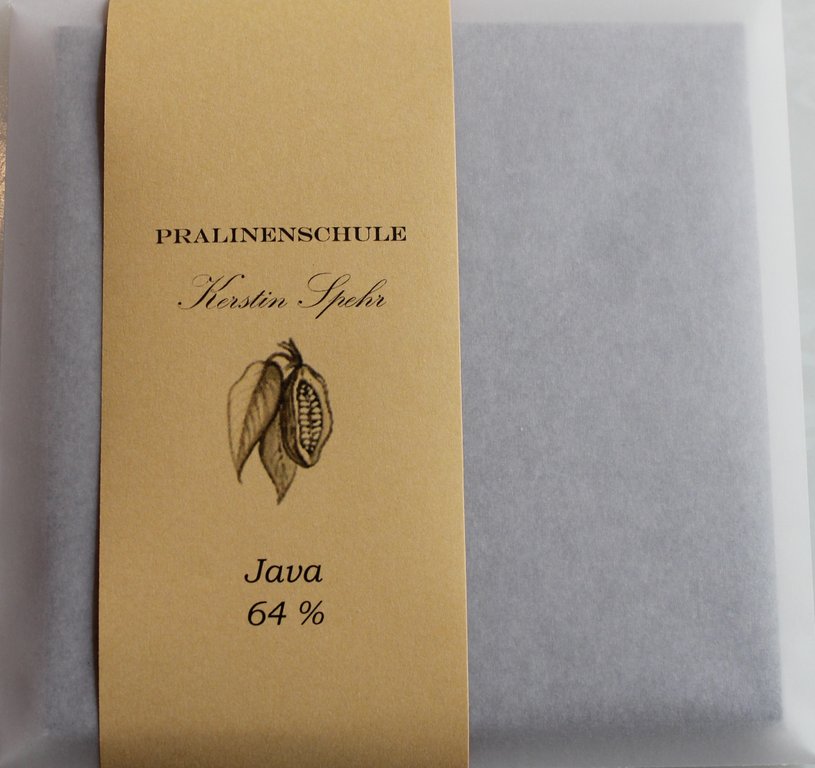 PRALINENSCHULE
Kerstin Spehr
Java
64 %